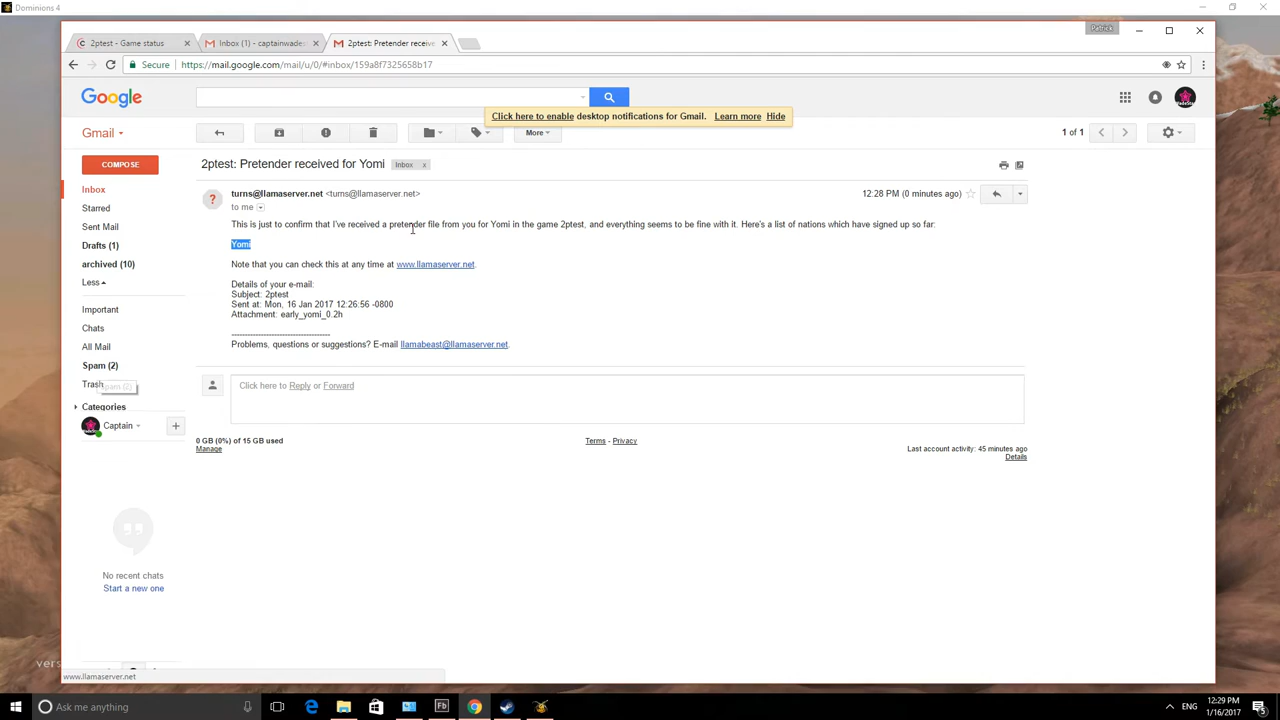 Dominions 4
Patrick
2ptest - Game status
Inbox (1) - captainwades
2ptest: Pretender receiv
Secure
https://mail.google.com/mail/u/0/#inbox/159a8f7325658b17
Google
Click here to enable desktop notifications for Gmail. Learn more Hide
Gmail
More
1 of 1
COMPOSE
2ptest: Pretender received for Yomi
Inbox x
Inbox
turns@llamaserver.net <turns@llamaserver.net>
12:28 PM (0 minutes ago)
to me
Starred
This is just to confirm that I've received a pretender file from you for Yomi in the game 2ptest, and everything seems to be fine with it. Here's a list of nations which have signed up so far:
Sent Mail
Yomi
Drafts (1)
archived (10)
Note that you can check this at any time at www.llamaserver.net.
Less
Details of your e-mail:
Subject: 2ptest
Sent at: Mon, 16 Jan 2017 12:26:56 -0800
Attachment: early_yomi_0.2h
Important
Chats
------------------------------------
All Mail
Problems, questions or suggestions? E-mail llamabeast@llamaserver.net.
Spam (2)
Trash
Spam (2)
Click here to Reply or Forward
Categories
Captain
0 GB (0%) of 15 GB used
Manage
Terms - Privacy
Last account activity: 45 minutes ago
Details
No recent chats
Start a new one
vers
www.llamaserver.net
Ask me anything
ENG
12:29 PM
1/16/2017